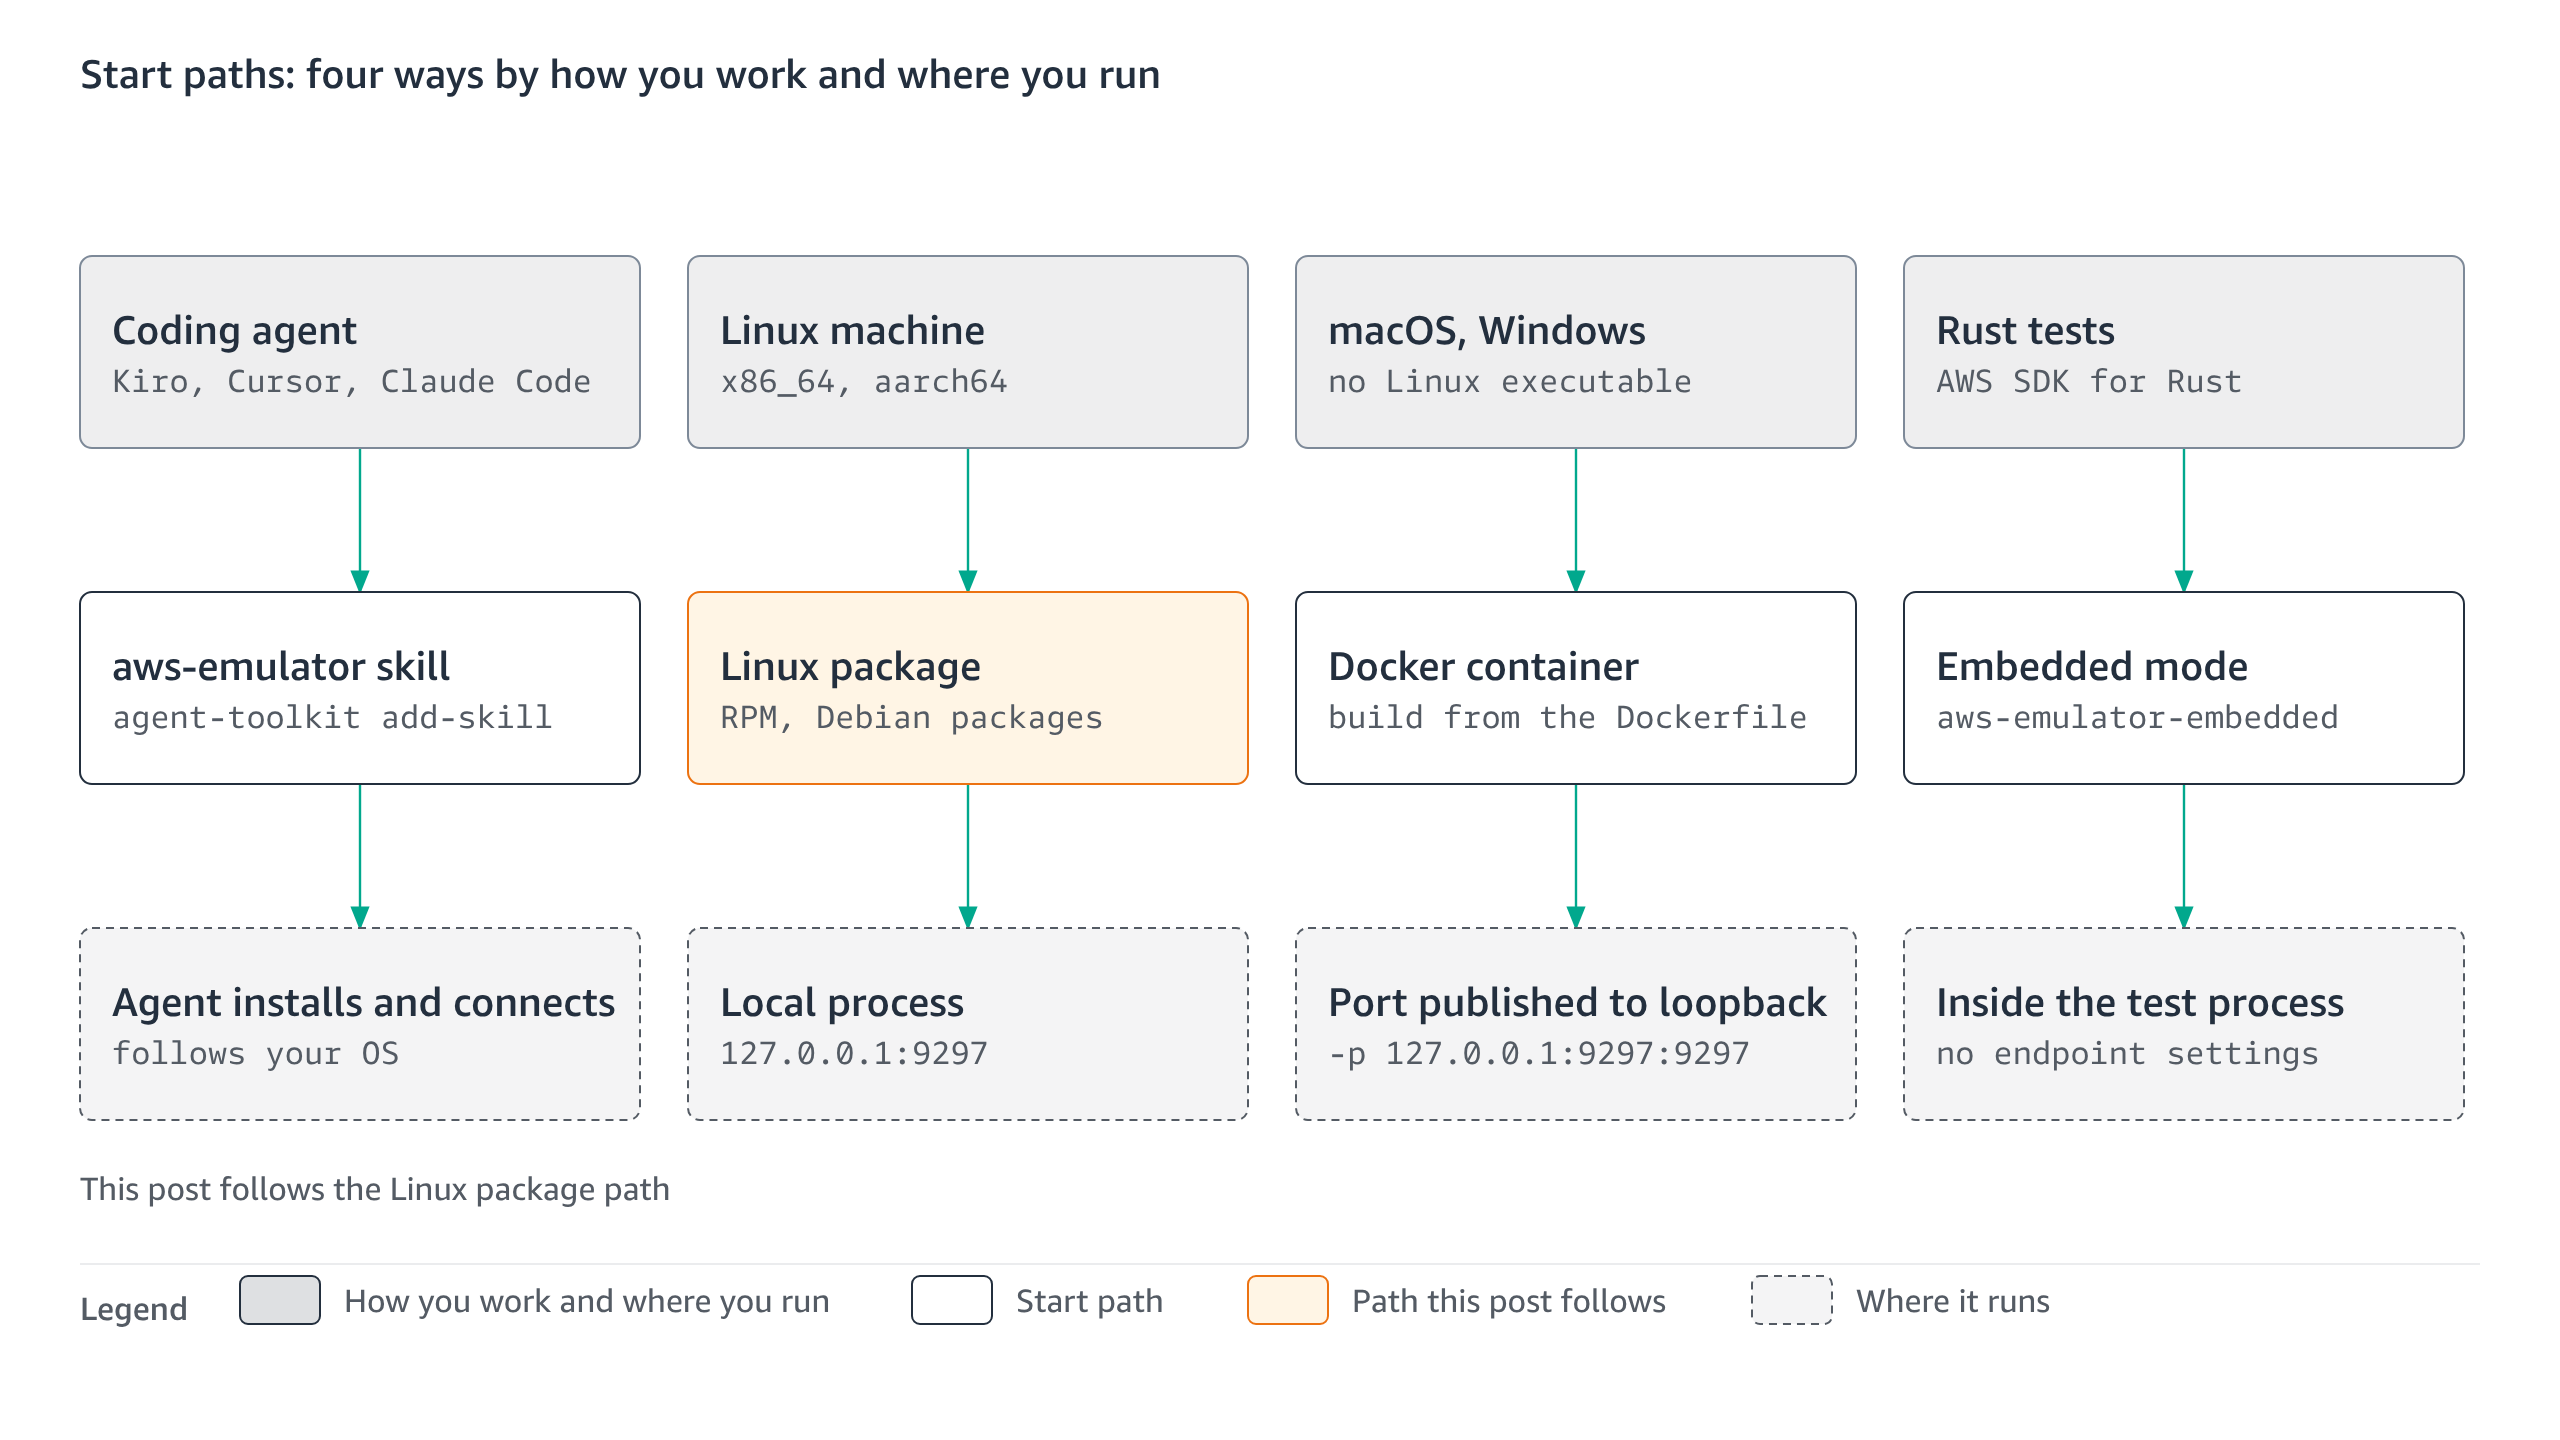 Start paths: four ways by how you work and where you run
Coding agent
Kiro, Cursor, Claude Code
Linux machine
x86_64, aarch64
macOS, Windows
no Linux executable
Rust tests
AWS SDK for Rust
aws-emulator skill
agent-toolkit add-skill
Linux package
RPM, Debian packages
Docker container
build from the Dockerfile
Embedded mode
aws-emulator-embedded
Agent installs and connects
follows your OS
Local process
127.0.0.1:9297
Port published to loopback
-p 127.0.0.1:9297:9297
Inside the test process
no endpoint settings
This post follows the Linux package path
Legend
How you work and where you run
Start path
Path this post follows
Where it runs